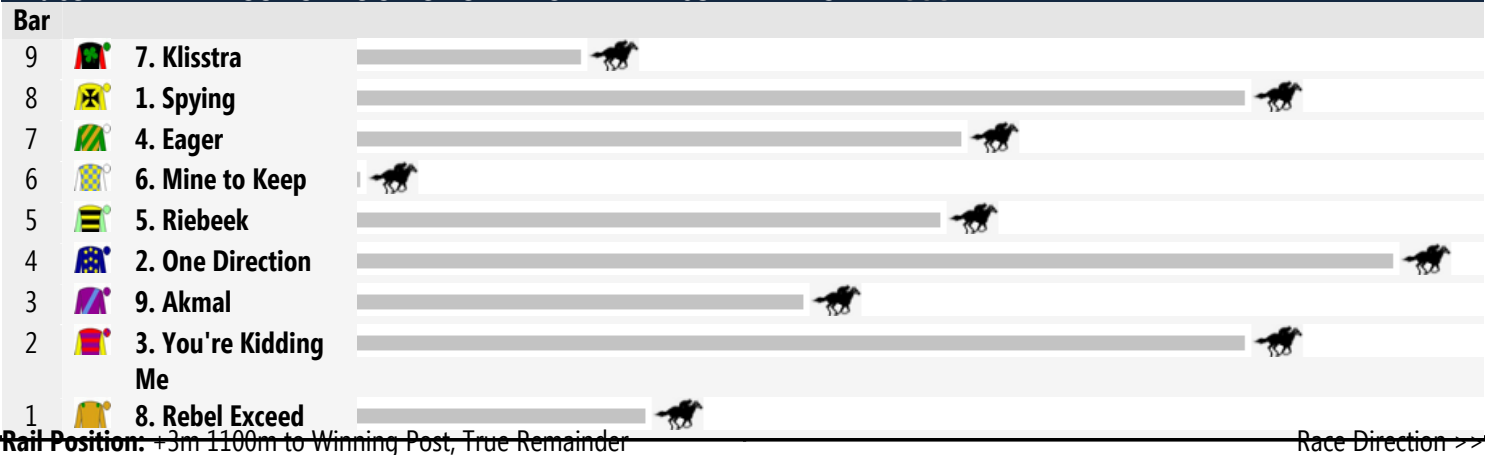 Bar
9 7. Klisstra
8 1. Spying
7 4. Eager
6 6. Mine to Keep
5 5. Riebeek
4 2. One Direction
3 9. Akmal
2 3. You're Kidding
Me
1 8. Rebel Exceed
Rail Position: +3m 1100m to Winning Post, True Remainder Race Direction >>